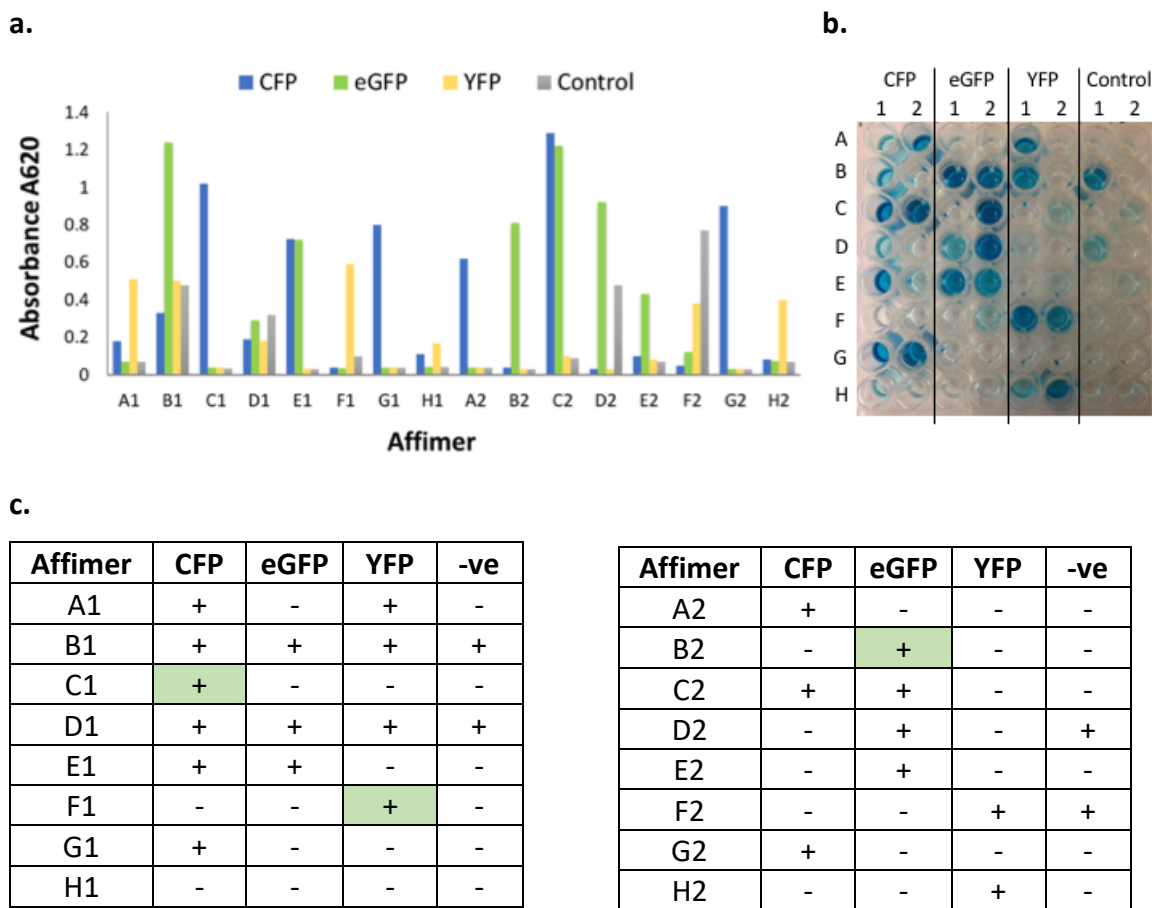 a.
CFP eGFP YFP Control
Absorbance A620
1.4
1.2
1
0.8
0.6
0.4
0.2
0
A1 B1 C1 D1 E1 F1 G1 H1 A2 B2 C2 D2 E2 F2 G2 H2
Affimer
b.
CFP eGFP YFP Control
1 2 1 2 1 2 1 2
A
B
C
D
E
F
G
H
c.
Affimer CFP eGFP YFP -ve
A1 + - + -
B1 + + + +
C1 + - - -
D1 + + + +
E1 + + - -
F1 - - + -
G1 + - - -
H1 - - - -
Affimer CFP eGFP YFP -ve
A2 + - - -
B2 - + - -
C2 + + - -
D2 - + - +
E2 - + - -
F2 - - + +
G2 + - - -
H2 - - + -